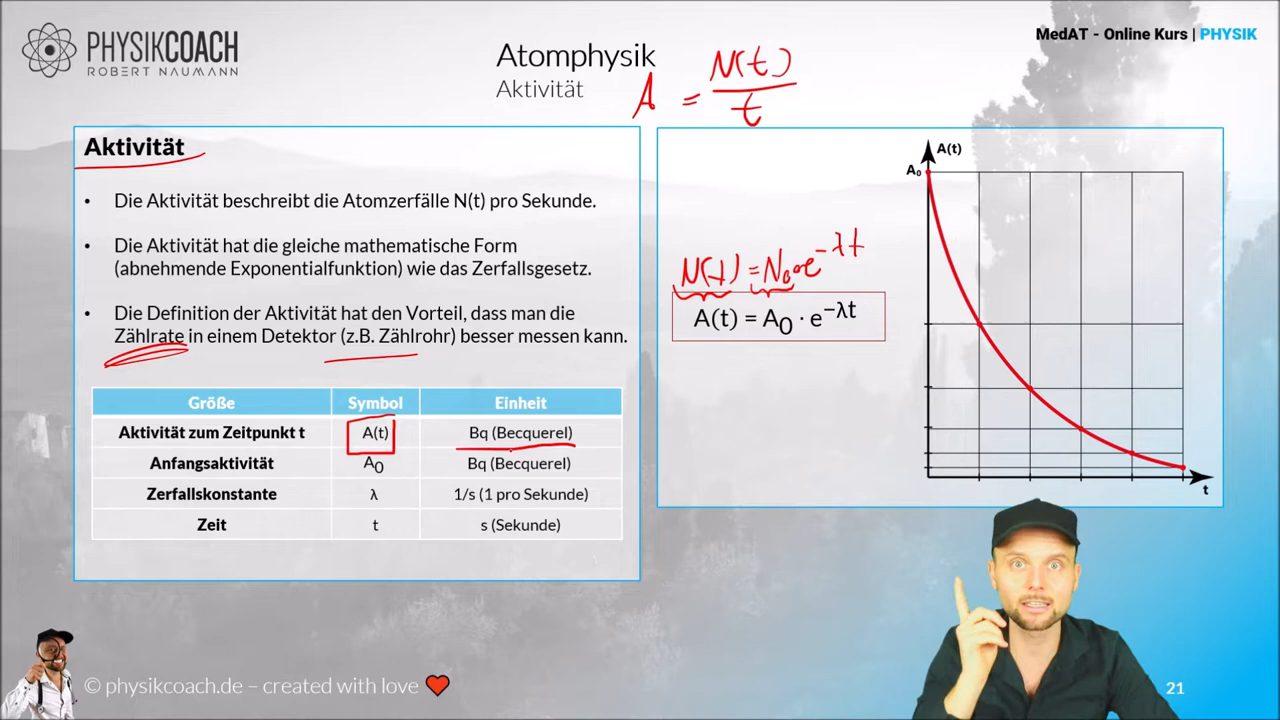 PHYSIKCOACH
ROBERT NAUMANN
MedAT - Online Kurs | PHYSIK
Atomphysik
Aktivität
A = N(t) / t
Aktivität
• Die Aktivität beschreibt die Atomzerfälle N(t) pro Sekunde.
• Die Aktivität hat die gleiche mathematische Form
(abnehmende Exponentialfunktion) wie das Zerfallsgesetz.
• Die Definition der Aktivität hat den Vorteil, dass man die
Zählrate in einem Detektor (z.B. Zählrohr) besser messen kann.
Größe Symbol Einheit
Aktivität zum Zeitpunkt t A(t) Bq (Becquerel)
Anfangsaktivität A₀ Bq (Becquerel)
Zerfallskonstante λ 1/s (1 pro Sekunde)
Zeit t s (Sekunde)
N(t) = N₀ · e^−λt
A(t) = A₀ · e^−λt
A(t)
A₀
t
© physikcoach.de – created with love ❤
21